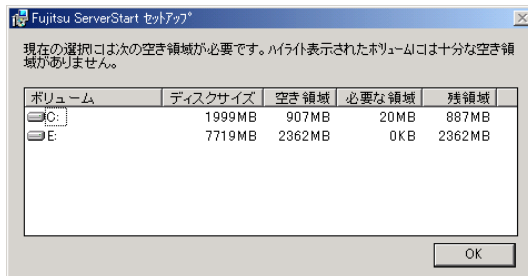 Fujitsu ServerStart ｾｯﾄｱｯﾌﾟ
現在の選択には次の空き領域が必要です。ﾊｲﾗｲﾄ表示されたﾎﾞﾘｭｰﾑには十分な空き領
域がありません。
ボリューム ディスクサイズ 空き領域 必要な領域 残領域
C: 1999MB 907MB 20MB 887MB
E: 7719MB 2362MB 0KB 2362MB
OK